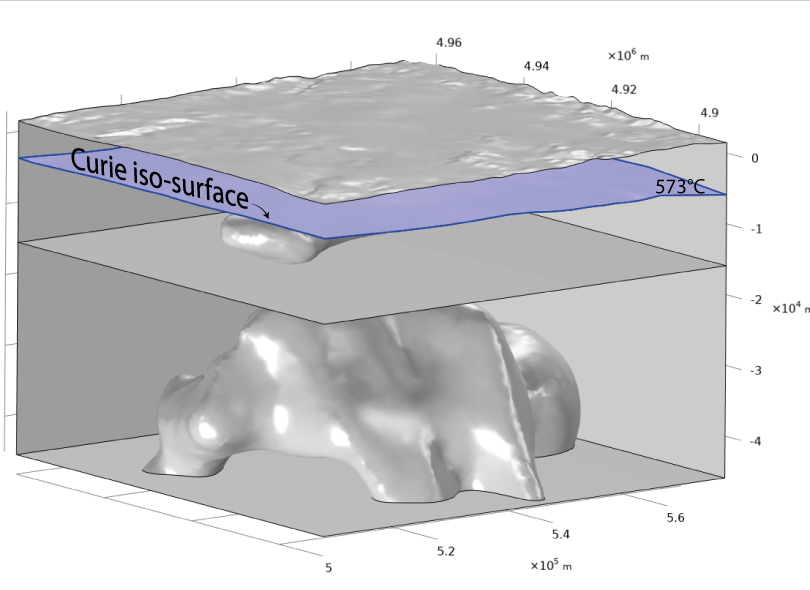 4.96
4.94
×10⁶ m
4.92
4.9
0
Curie iso-surface
573°C
-1
-2
×10⁴ m
-3
-4
5.6
5.4
5.2
×10⁵ m
5